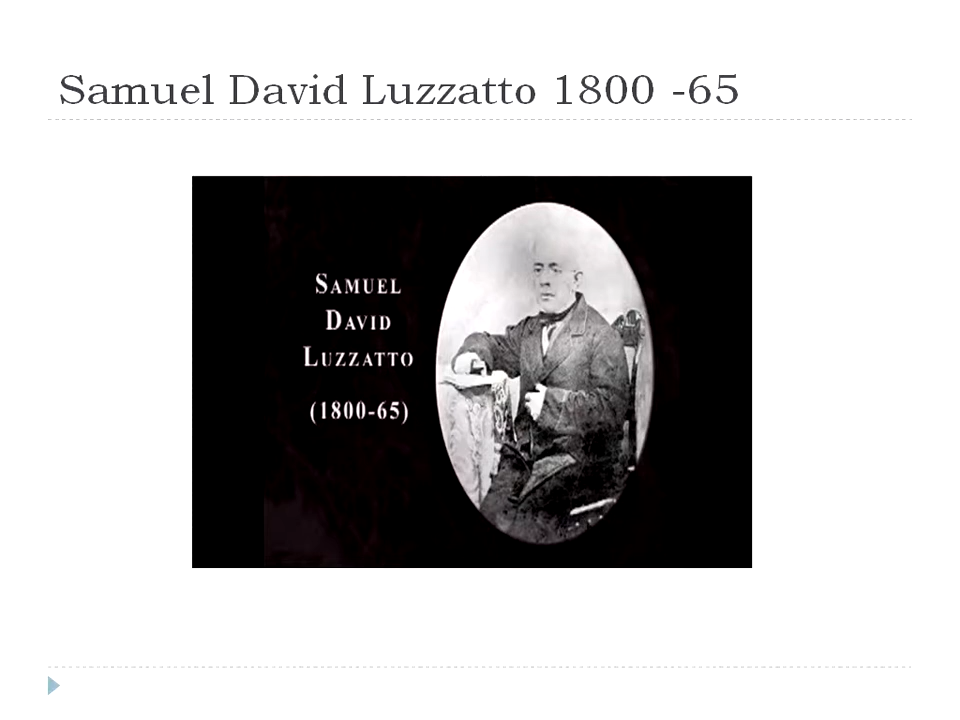 Samuel David Luzzatto 1800 -65
SAMUEL
DAVID
LUZZATTO
(1800-65)